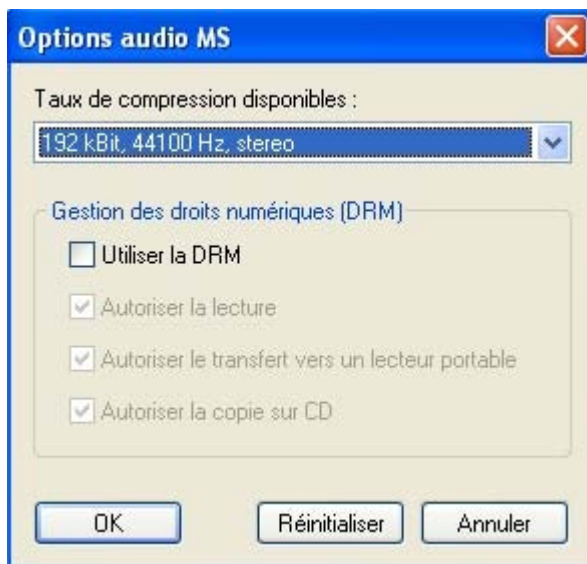 Options audio MS
Taux de compression disponibles :
192 kBit, 44100 Hz, stereo
Gestion des droits numériques (DRM)
Utiliser la DRM
Autoriser la lecture
Autoriser le transfert vers un lecteur portable
Autoriser la copie sur CD
OK Réinitialiser Annuler